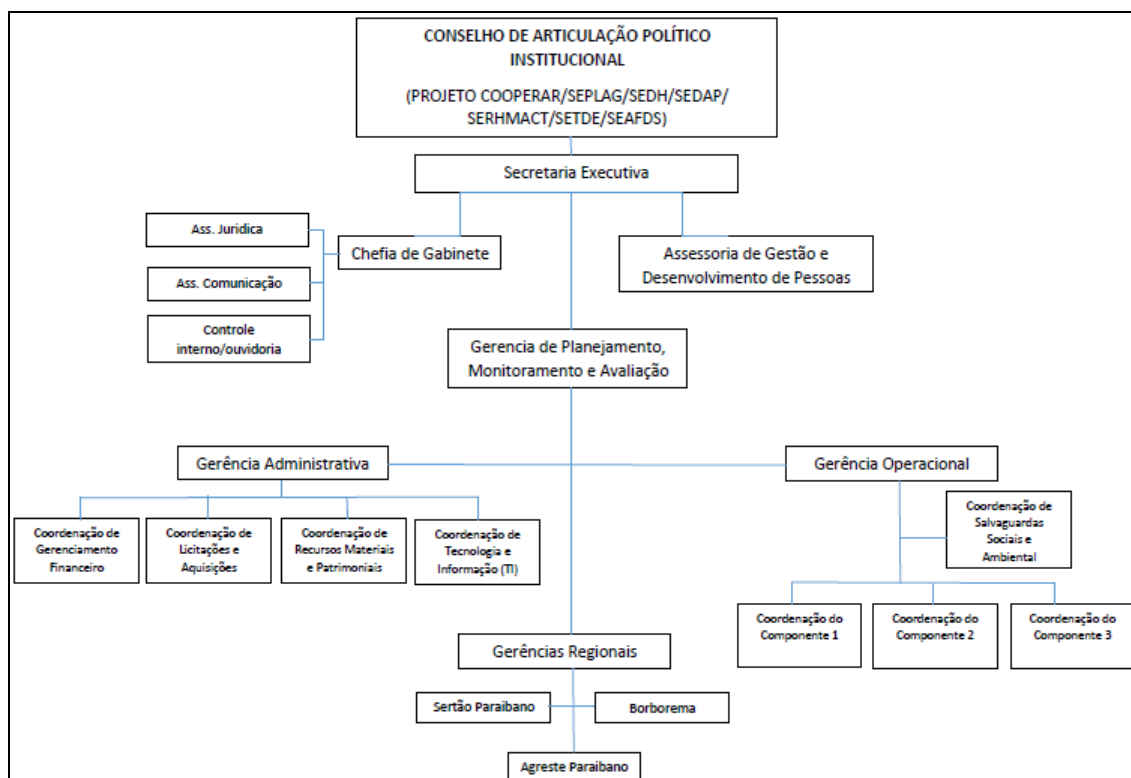 CONSELHO DE ARTICULAÇÃO POLÍTICO
INSTITUCIONAL
(PROJETO COOPERAR/SEPLAG/SEDH/SEDAP/
SERHMACT/SETDE/SEAFDS)
Secretaria Executiva
Ass. Juridica
Chefia de Gabinete
Assessoria de Gestão e
Desenvolvimento de Pessoas
Ass. Comunicação
Controle
interno/ouvidoria
Gerencia de Planejamento,
Monitoramento e Avaliação
Gerência Administrativa
Gerência Operacional
Coordenação de
Gerenciamento
Financeiro
Coordenação de
Licitações e
Aquisições
Coordenação de
Recursos Materiais
e Patrimoniais
Coordenação de
Tecnologia e
Informação (TI)
Coordenação de
Salvaguardas
Sociais e
Ambiental
Coordenação do
Componente 1
Coordenação do
Componente 2
Coordenação do
Componente 3
Gerências Regionais
Sertão Paraibano
Borborema
Agreste Paraibano